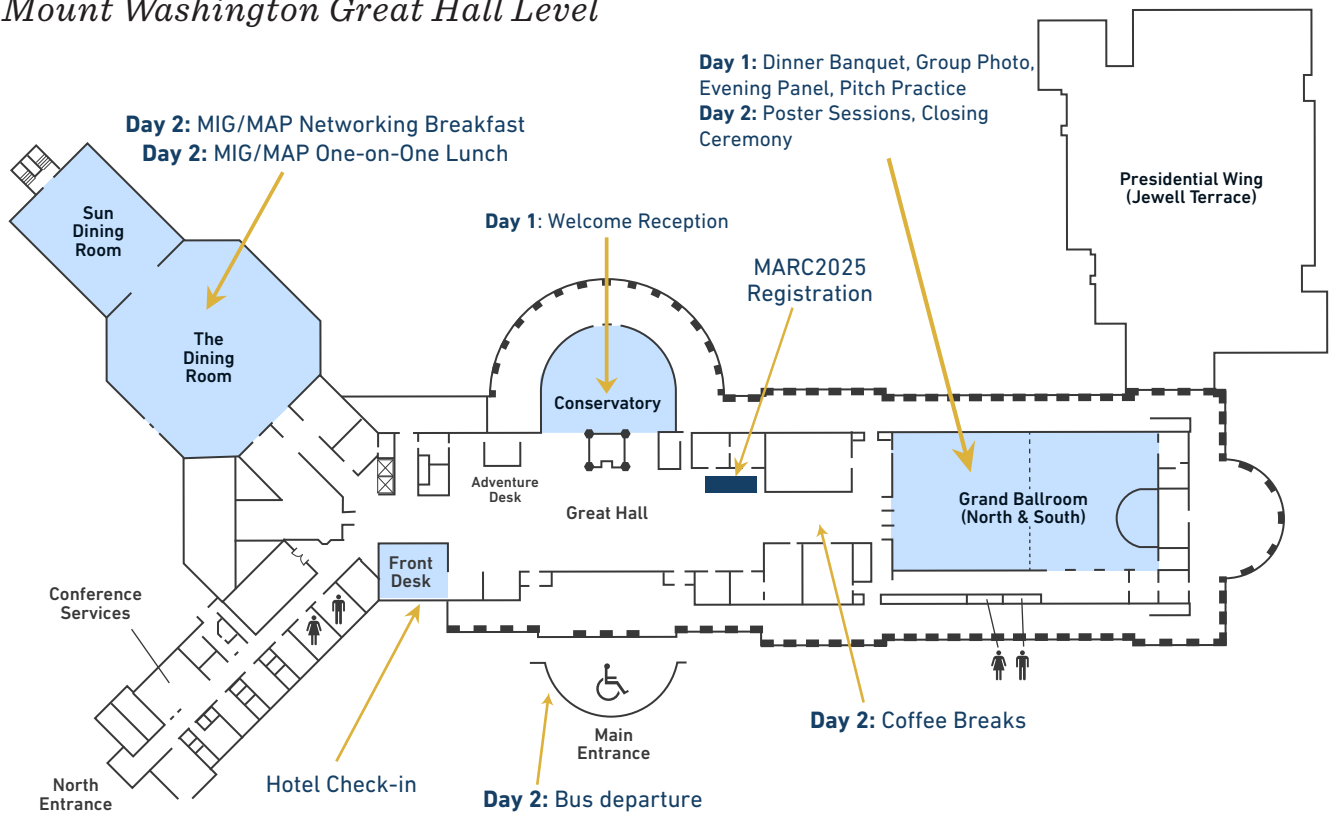 Mount Washington Great Hall Level
Day 1: Dinner Banquet, Group Photo,
Evening Panel, Pitch Practice
Day 2: Poster Sessions, Closing
Ceremony
Day 2: MIG/MAP Networking Breakfast
Day 2: MIG/MAP One-on-One Lunch
Presidential Wing
(Jewell Terrace)
Sun
Dining
Room
Day 1: Welcome Reception
MARC2025
Registration
The
Dining
Room
Conservatory
Adventure
Desk
Great Hall
Grand Ballroom
(North & South)
Front
Desk
Conference
Services
Main
Entrance
Day 2: Coffee Breaks
North
Entrance
Hotel Check-in
Day 2: Bus departure